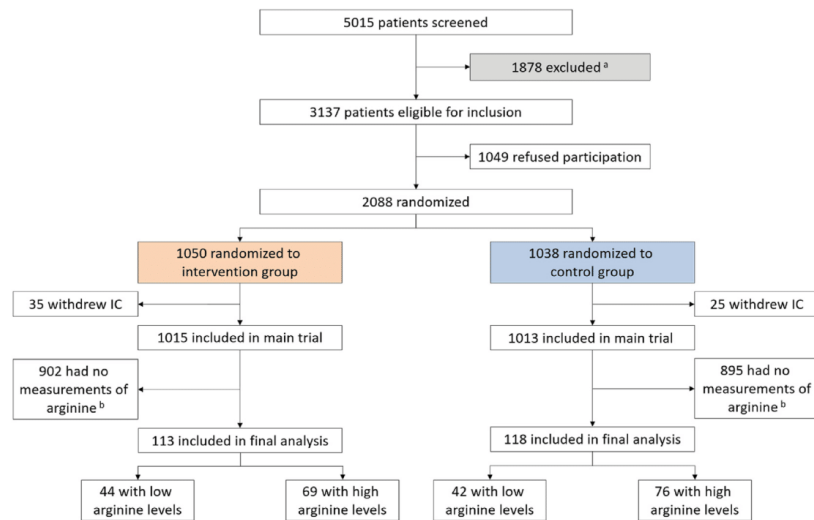 5015 patients screened
1878 excluded a
3137 patients eligible for inclusion
1049 refused participation
2088 randomized
1050 randomized to
intervention group
1038 randomized to
control group
35 withdrew IC
25 withdrew IC
1015 included in main trial
1013 included in main trial
902 had no
measurements of
arginine b
895 had no
measurements of
arginine b
113 included in final analysis
118 included in final analysis
44 with low
arginine levels
69 with high
arginine levels
42 with low
arginine levels
76 with high
arginine levels